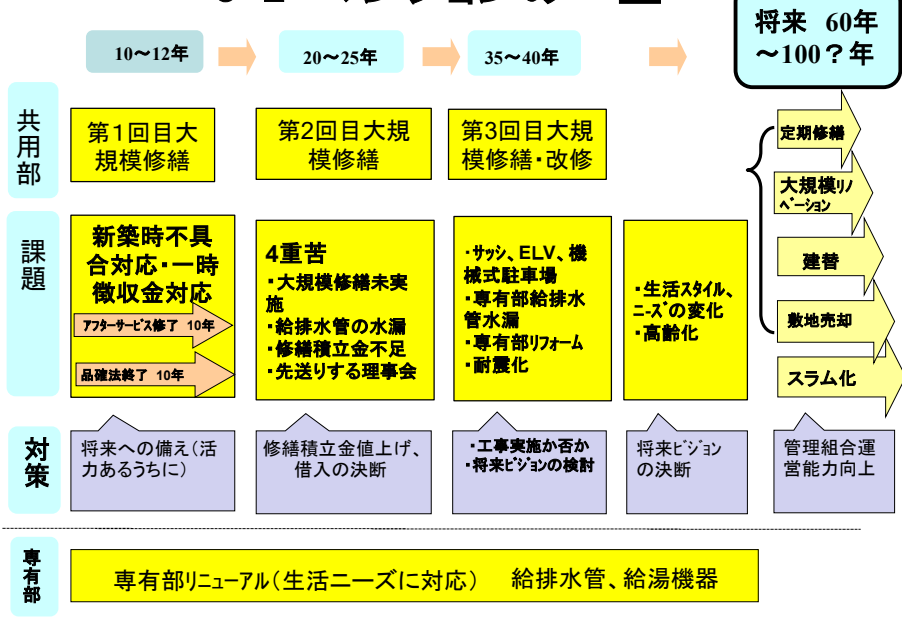 将来 60年
～100？年
10～12年
20～25年
35～40年
共
用
部
第1回目大
規模修繕
第2回目大規
模修繕
第3回目大規
模修繕・改修
定期修繕
大規模ﾘﾉ
ﾍﾞｰｼｮﾝ
建替
敷地売却
スラム化
課
題
新築時不具
合対応・一時
徴収金対応
ｱﾌﾀｰｻｰﾋﾞｽ修了 10年
品確法終了 10年
4重苦
・大規模修繕未実
施
・給排水管の水漏
・修繕積立金不足
・先送りする理事会
・ｻｯｼ、ELV、機
械式駐車場
・専有部給排水
管水漏
・専有部ﾘﾌｫｰﾑ
・耐震化
・生活ｽﾀｲﾙ、
ﾆｰｽﾞの変化
・高齢化
対
策
将来への備え（活
力あるうちに）
修繕積立金値上げ、
借入の決断
・工事実施か否か
・将来ﾋﾞｼﾞｮﾝの検討
将来ﾋﾞｼﾞｮﾝ
の決断
管理組合運
営能力向上
専
有
部
専有部ﾘﾆｭｰｱﾙ（生活ニーズに対応） 給排水管、給湯機器